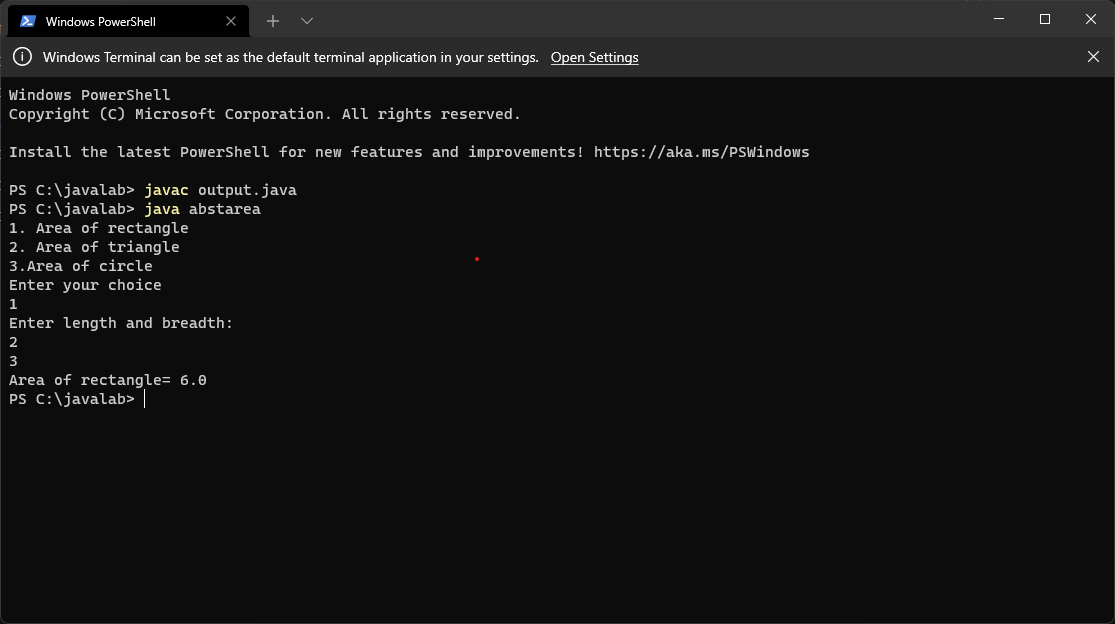 Windows PowerShell
Windows Terminal can be set as the default terminal application in your settings. Open Settings
Windows PowerShell
Copyright (C) Microsoft Corporation. All rights reserved.
Install the latest PowerShell for new features and improvements! https://aka.ms/PSWindows
PS C:\javalab> javac output.java
PS C:\javalab> java abstarea
1. Area of rectangle
2. Area of triangle
3.Area of circle
Enter your choice
1
Enter length and breadth:
2
3
Area of rectangle= 6.0
PS C:\javalab>